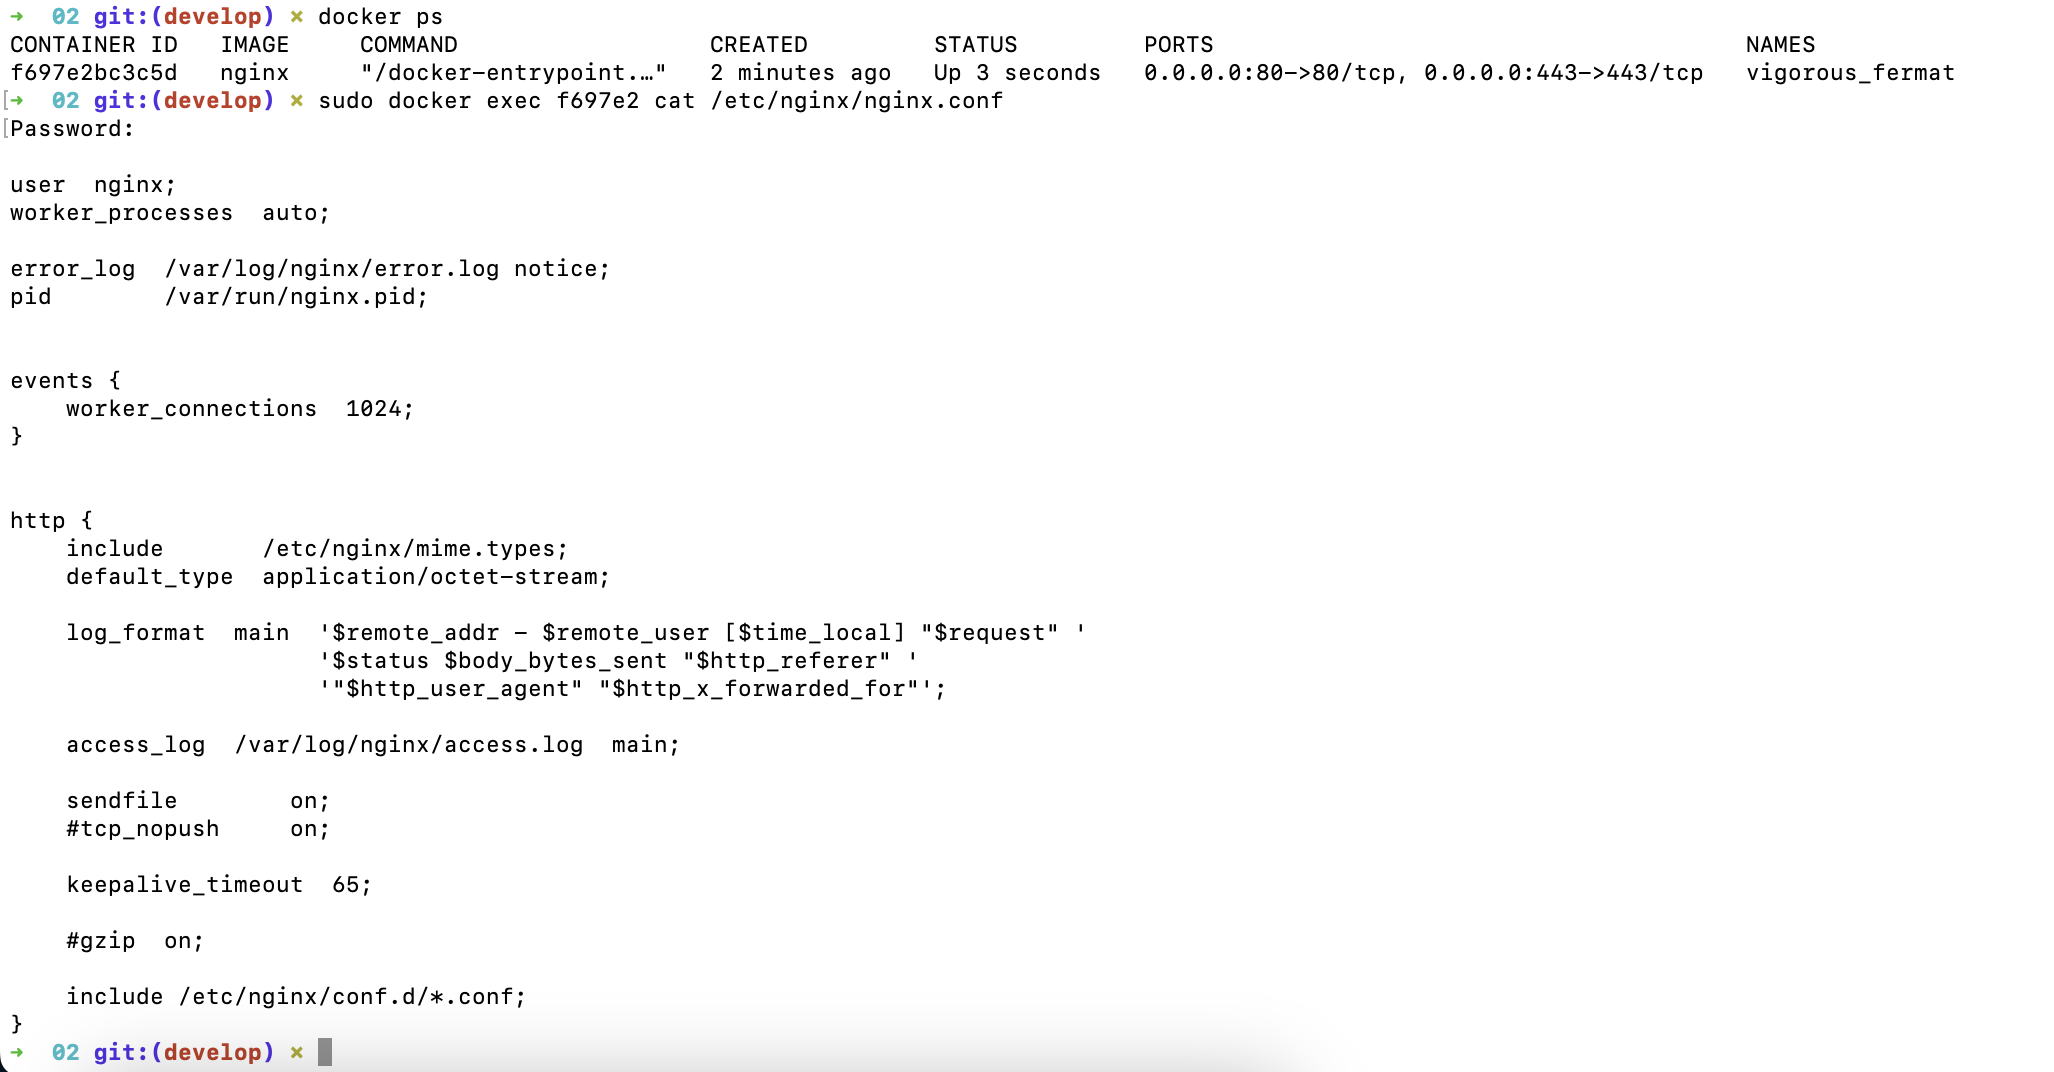 ➜  02 git:(develop) ✗ docker ps
CONTAINER ID   IMAGE     COMMAND                  CREATED         STATUS         PORTS                                      NAMES
f697e2bc3c5d   nginx     "/docker-entrypoint.…"   2 minutes ago   Up 3 seconds   0.0.0.0:80->80/tcp, 0.0.0.0:443->443/tcp   vigorous_fermat
[➜  02 git:(develop) ✗ sudo docker exec f697e2 cat /etc/nginx/nginx.conf
[Password:

user  nginx;
worker_processes  auto;

error_log  /var/log/nginx/error.log notice;
pid        /var/run/nginx.pid;


events {
    worker_connections  1024;
}


http {
    include       /etc/nginx/mime.types;
    default_type  application/octet-stream;

    log_format  main  '$remote_addr - $remote_user [$time_local] "$request" '
                      '$status $body_bytes_sent "$http_referer" '
                      '"$http_user_agent" "$http_x_forwarded_for"';

    access_log  /var/log/nginx/access.log  main;

    sendfile        on;
    #tcp_nopush     on;

    keepalive_timeout  65;

    #gzip  on;

    include /etc/nginx/conf.d/*.conf;
}
➜  02 git:(develop) ✗